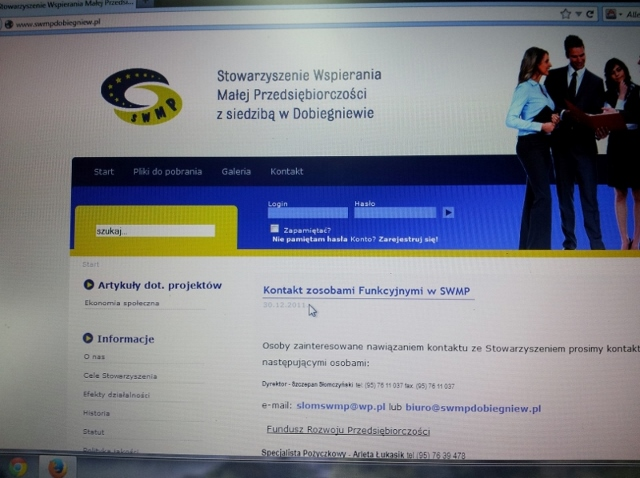 Stowarzyszenie Wspierania Małej Przedsi...
www.swmpdobiegniew.pl
Stowarzyszenie Wspierania
Małej Przedsiębiorczości
z siedzibą w Dobiegniewie
SWMP
Start Pliki do pobrania Galeria Kontakt
Login Hasło
szukaj...
Zapamiętać?
Nie pamiętam hasła Konto? Zarejestruj się!
Start
Artykuły dot. projektów
Ekonomia społeczna
Informacje
O nas
Cele Stowarzyszenia
Efekty działalności
Historia
Statut
Polityka jakości
Kontakt zosobami Funkcyjnymi w SWMP
30.12.2011
Osoby zainteresowane nawiązaniem kontaktu ze Stowarzyszeniem prosimy kontakt
następującymi osobami:
Dyrektor - Szczepan Słomczyński tel (95) 76 11 037 fax. (95) 76 11 037
e-mail: slomswmp@wp.pl lub biuro@swmpdobiegniew.pl
Fundusz Rozwoju Przedsiębiorczości
Specjalista Pożyczkowy - Arleta Łukasik tel (95) 76 39 478